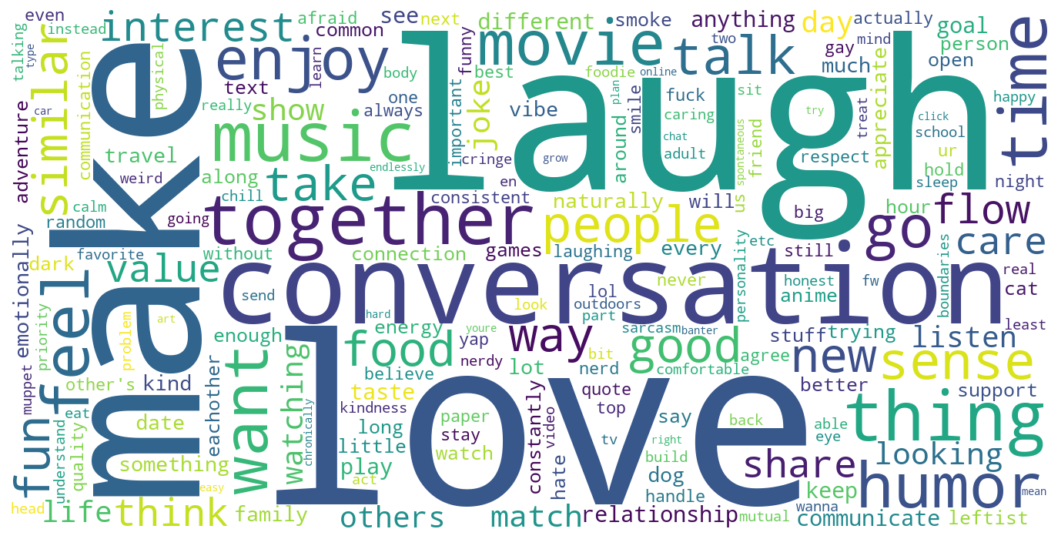 even
instead
talking
type
interest
afraid
common
see
next
different
smoke
anything
day
actually
goal
person
open
time
make
similar
communication
physical
car
enjoy
text
laugh
movie
talk
gay
mind
two
much
appreciate
happy
learn
body
best
funny
foodie
online
plan
fuck
sit
try
treat
click
school
ur
hold
sleep
night
really
show
always
one
important
joke
vibe
smile
around
caring
chat
adult
us
spontaneous
friend
respect
adventure
weird
travel
along
music
endlessly
cringe
grow
calm
random
chill
take
consistent
en
naturally
will
big
hour
flow
going
together
people
go
favorite
without
connection
games
laughing
every
etc
still
care
dark
value
conversation
never
personality
honest
anime
fw
boundaries
real
cat
least
emotionally
muppet
feel
send
hard
look
lol
outdoors
part
art
problem
priority
enough
energy
youre
yap
way
sarcasm
banter
stuff
trying
listen
fun
other's
kind
want
food
believe
nerdy
lot
bit
nerd
good
agree
comfortable
new
sense
eachother
watching
love
taste
kindness
quote
top
better
support
eat
understand
quality
date
little
long
paper
stay
watch
constantly
video
say
back
able
eye
thing
something
chronically
play
tv
hate
right
build
dog
handle
share
keep
looking
humor
mean
head
easy
life
think
family
act
others
match
relationship
mutual
wanna
communicate
leftist